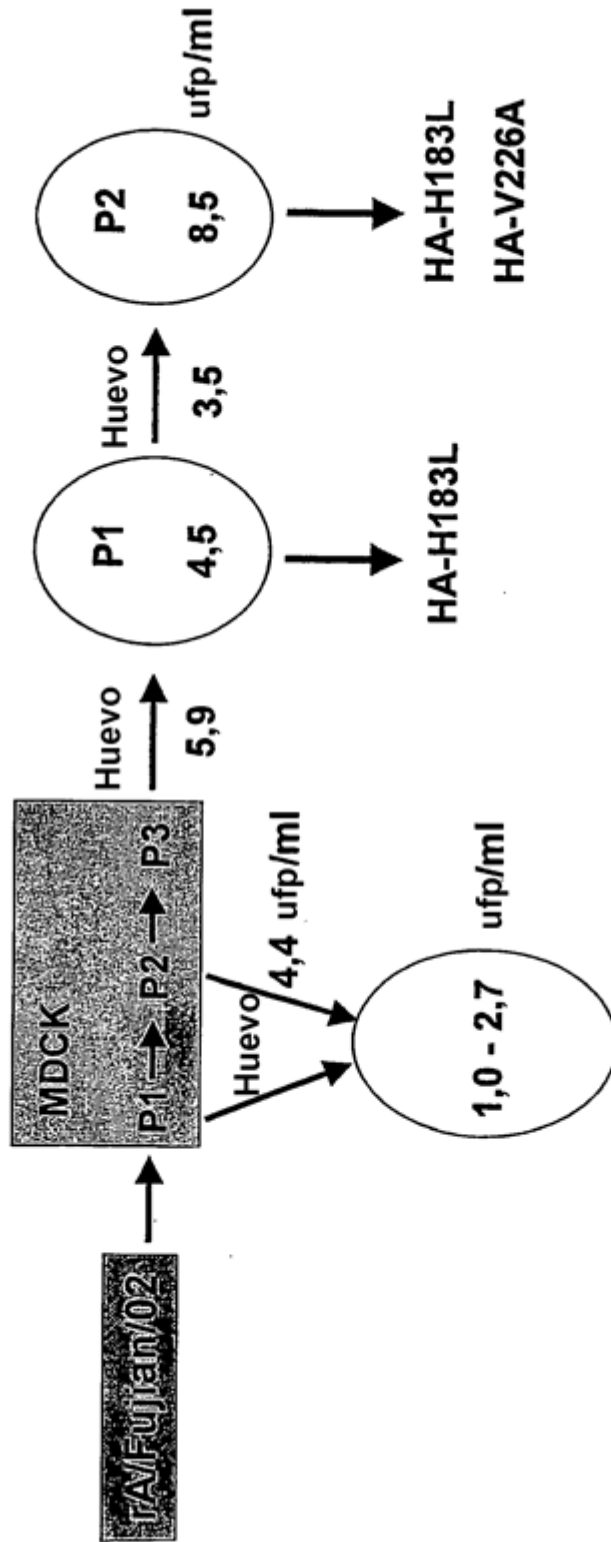 rA/Fujian/02
MDCK
P1 P2 P3
Huevo
4,4 ufp/ml
1,0 - 2,7
ufp/ml
Huevo
5,9
P1
4,5
HA-H183L
Huevo
3,5
P2
8,5
ufp/ml
HA-H183L
HA-V226A